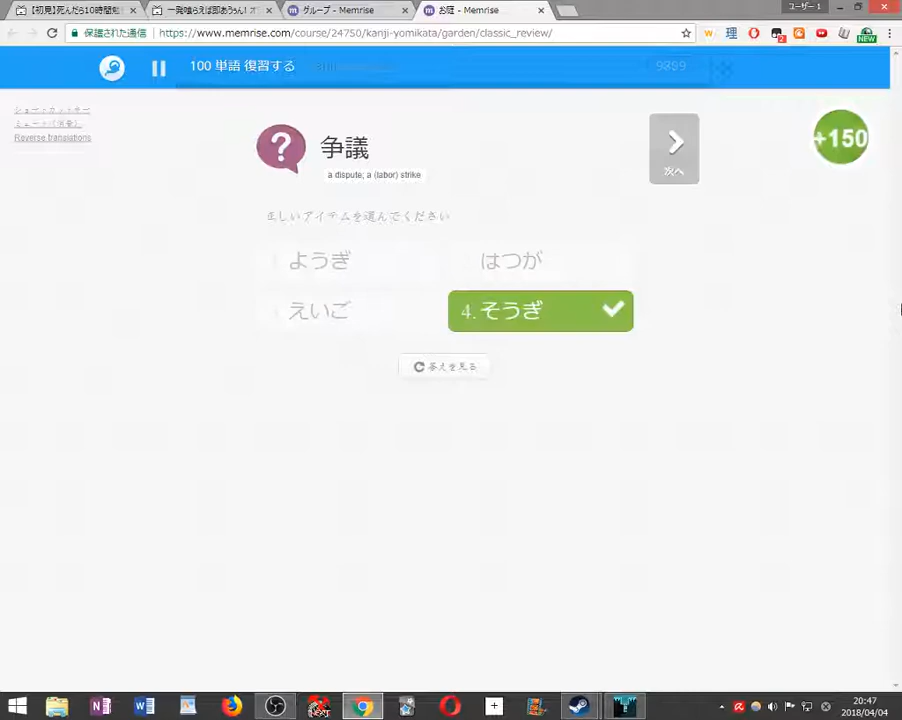 【初見】死んだら10時間勉
一発喰らえば即あうん! オ
グループ - Memrise
お庭 - Memrise
ユーザー 1
保護された通信
https://www.memrise.com/course/24750/kanji-yomikata/garden/classic_review/
100 単語 復習する
Reverse translations
争議
a dispute; a (labor) strike
次へ
+150
正しいアイテムを選んでください
ようぎ
はつが
えいご
4. そうぎ
答えを見る
20:47
2018/04/04